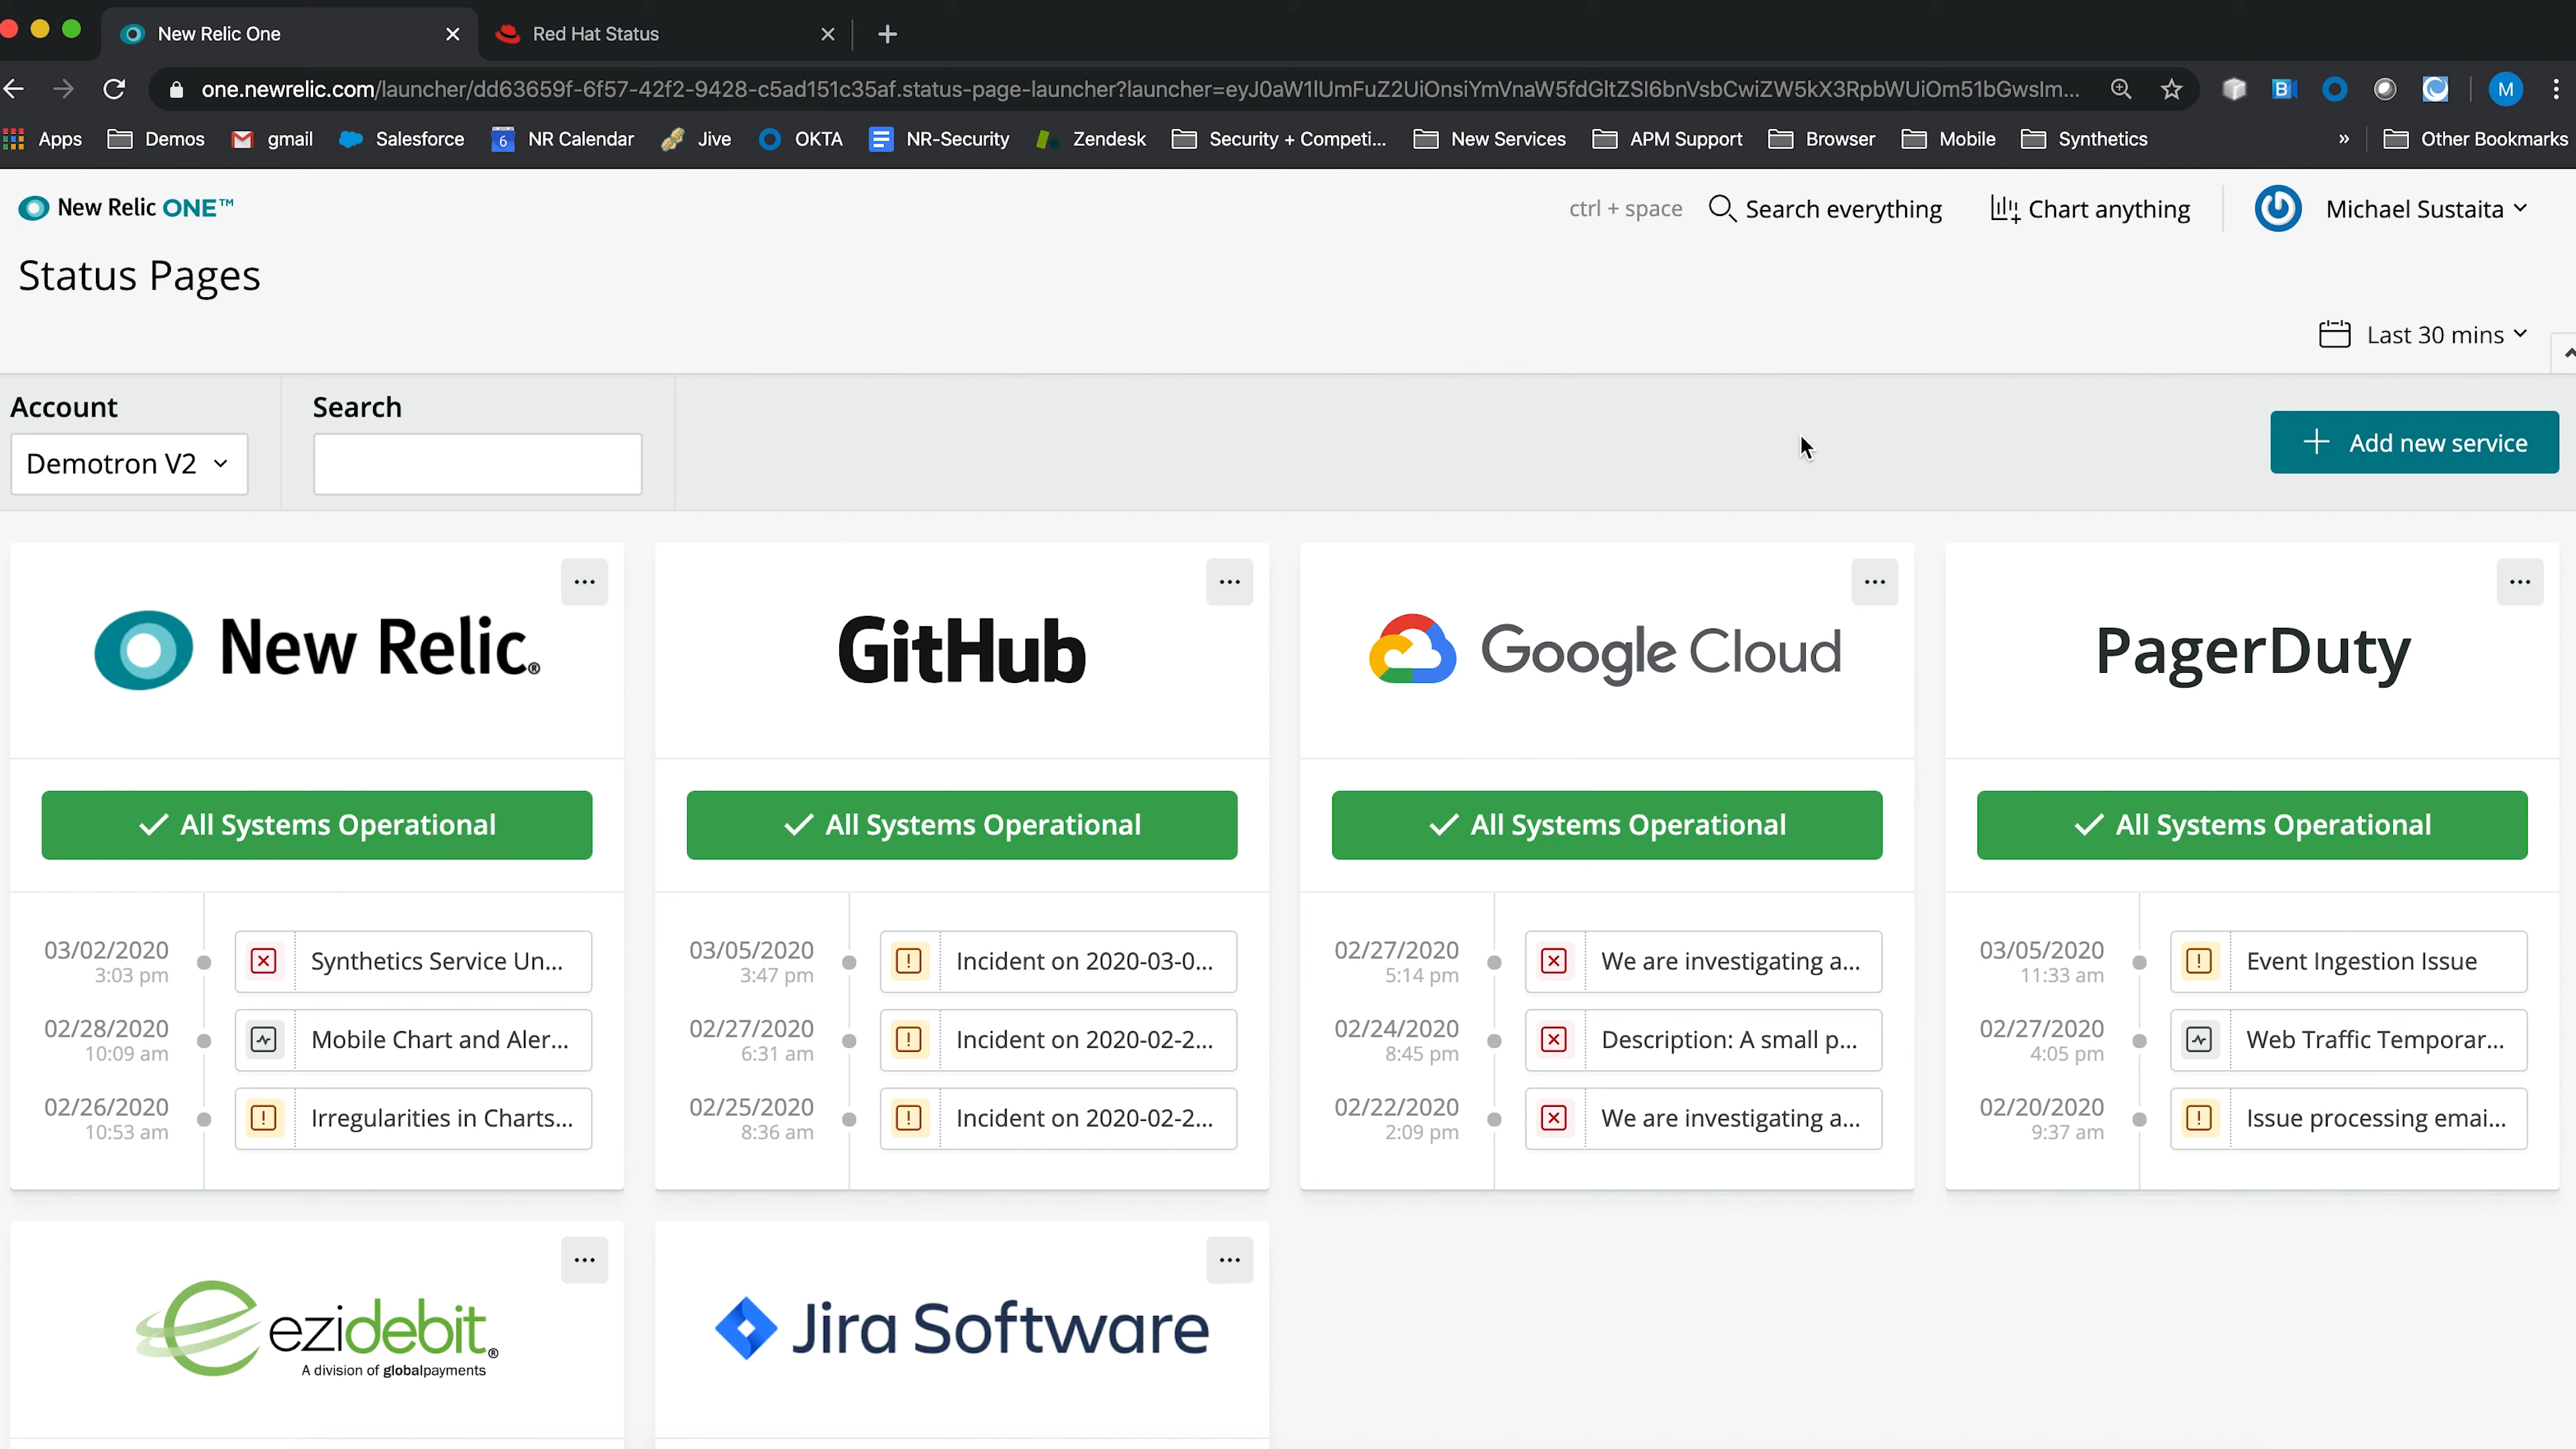 New Relic One
Red Hat Status
one.newrelic.com/launcher/dd63659f-6f57-42f2-9428-c5ad151c35af.status-page-launcher?launcher=eyJ0aW1lUmFuZ2UiOnsiYmVnaW5fdGltZSI6bnVsbCwiZW5kX3RpbWUiOm51bGwsIm...
M
Apps
Demos
gmail
Salesforce
6
NR Calendar
Jive
OKTA
NR-Security
Zendesk
Security + Competi...
New Services
APM Support
Browser
Mobile
Synthetics
»
Other Bookmarks
New Relic ONE™
ctrl + space
Search everything
Chart anything
Michael Sustaita
Status Pages
Last 30 mins
Account
Search
Demotron V2
+ Add new service
...
New Relic®
...
GitHub
...
Google Cloud
...
PagerDuty
All Systems Operational
All Systems Operational
All Systems Operational
All Systems Operational
03/02/2020
3:03 pm
Synthetics Service Un...
02/28/2020
10:09 am
Mobile Chart and Aler...
02/26/2020
10:53 am
Irregularities in Charts...
03/05/2020
3:47 pm
Incident on 2020-03-0...
02/27/2020
6:31 am
Incident on 2020-02-2...
02/25/2020
8:36 am
Incident on 2020-02-2...
02/27/2020
5:14 pm
We are investigating a...
02/24/2020
8:45 pm
Description: A small p...
02/22/2020
2:09 pm
We are investigating a...
03/05/2020
11:33 am
Event Ingestion Issue
02/27/2020
4:05 pm
Web Traffic Temporar...
02/20/2020
9:37 am
Issue processing emai...
...
ezidebit®
A division of globalpayments
...
Jira Software